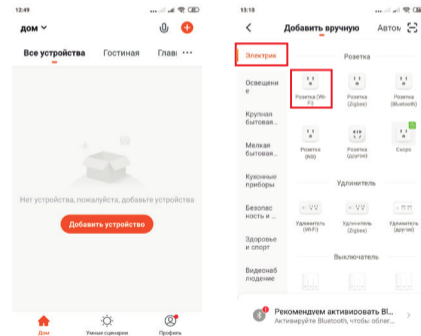 12:49
дом
Все устройства Гостиная Главн
Нет устройства, пожалуйста, добавьте устройства
Добавить устройство
Дом Умные сценарии Профиль
13:13
Добавить вручную Автом
Электрик
Розетка
Освещени
е
Розетка (Wi-
Fi)
Розетка
(Zigbee)
Розетка
(Bluetooth)
Крупная
бытовая...
Розетка
(NB)
Розетка
(другое)
Скоро
Мелкая
бытовая...
Кухонные
приборы
Удлинитель
Безопас
ность и ...
Удлинитель
(Wi-Fi)
Удлинитель
(Zigbee)
Удлинитель
(другое)
Здоровье
и спорт
Выключатель
Видеонаб
людение
Рекомендуем активировать Bl...
Активируйте Bluetooth, чтобы облег...